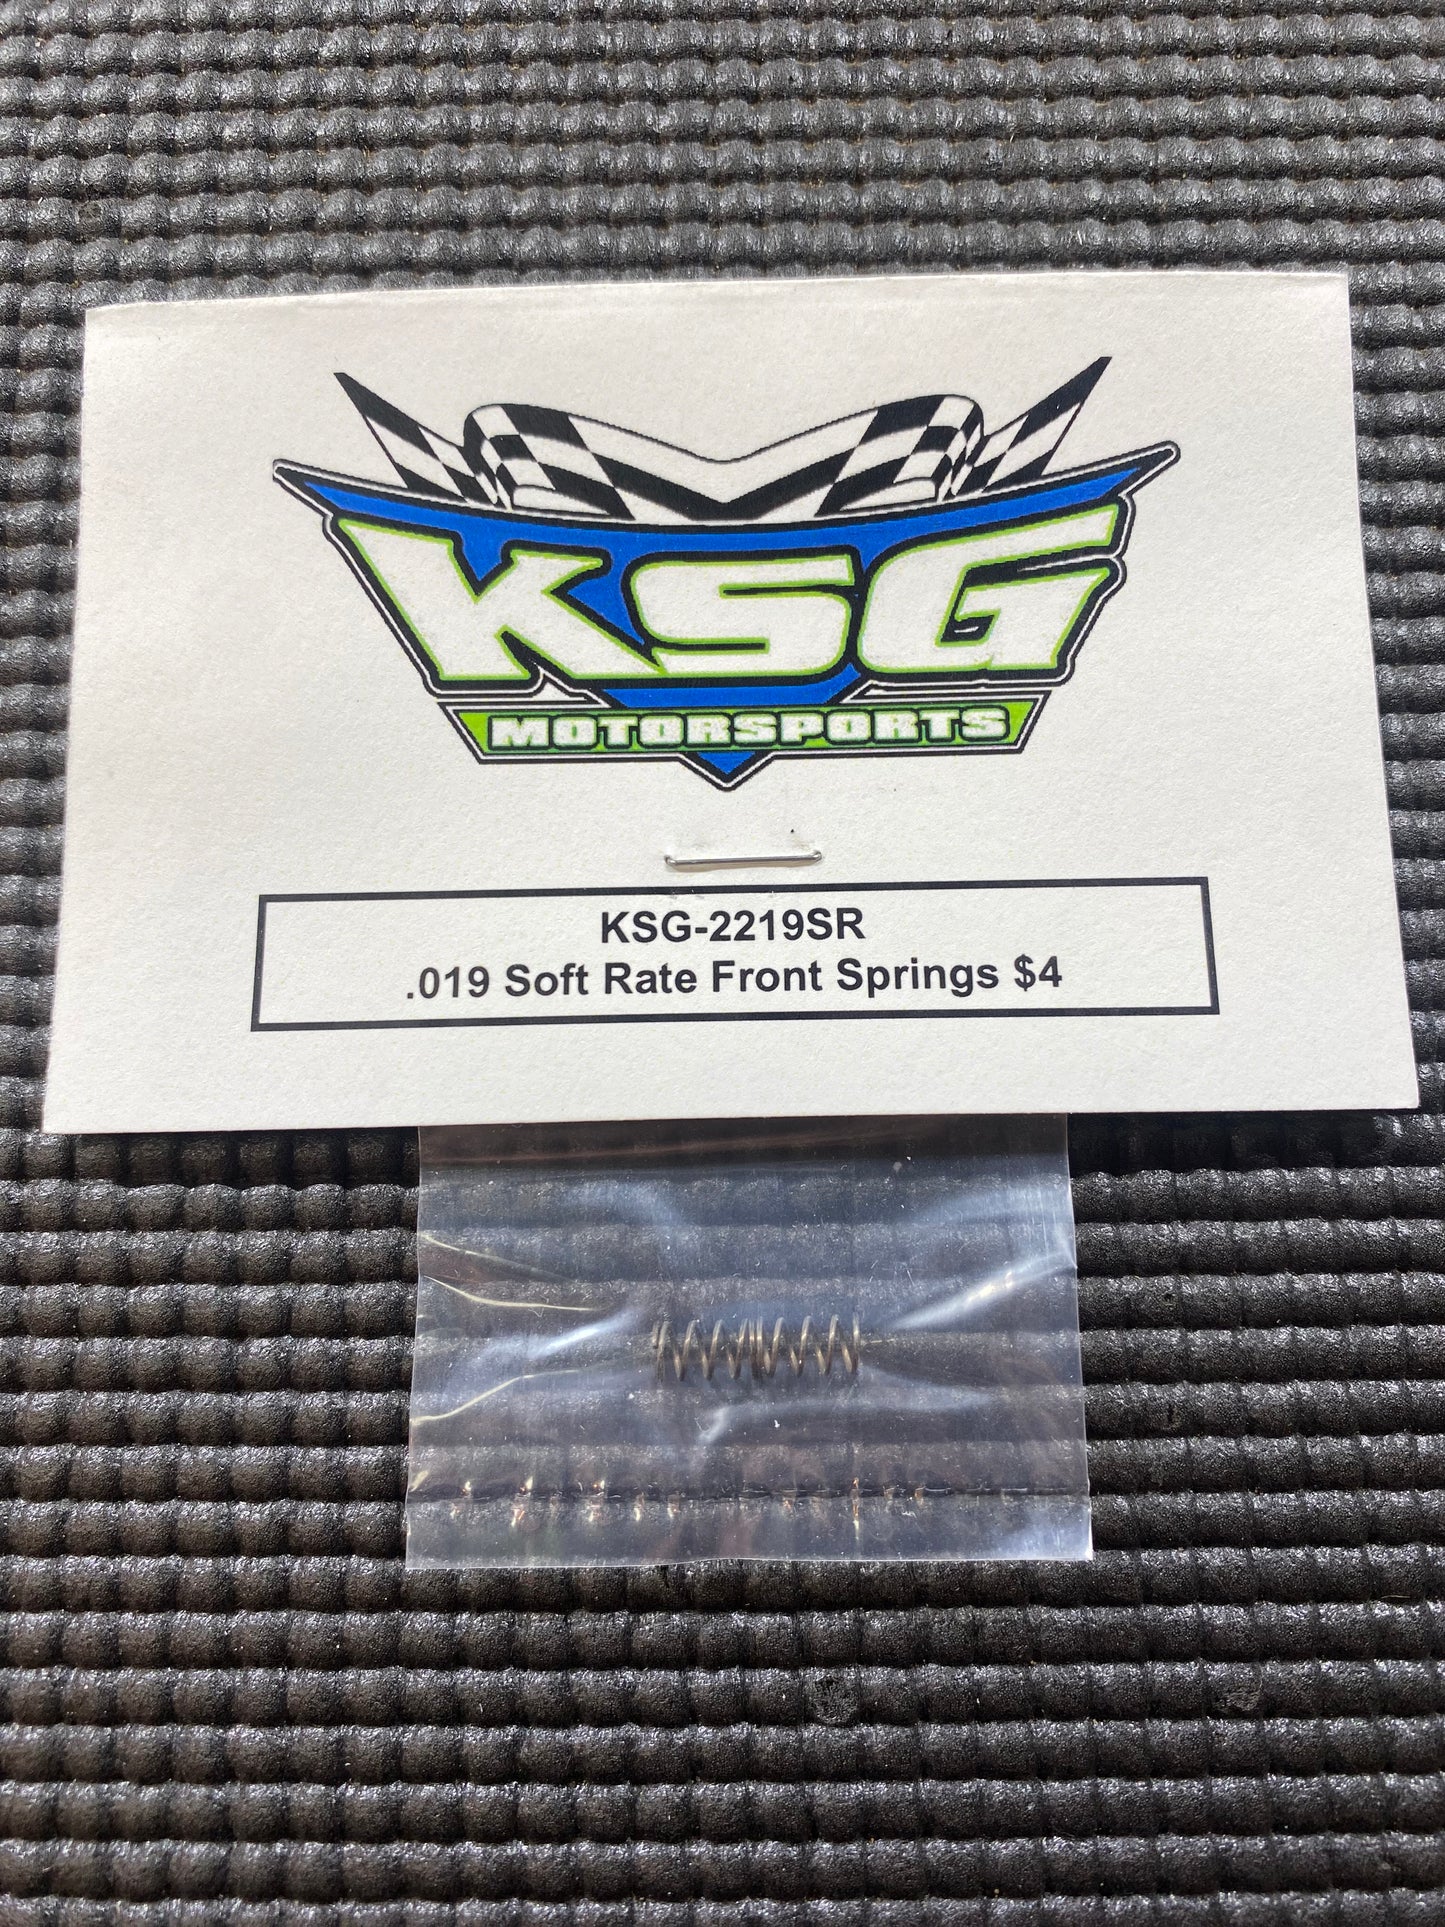 KSG
MOTORSPORTS
KSG-2219SR
.019 Soft Rate Front Springs $4